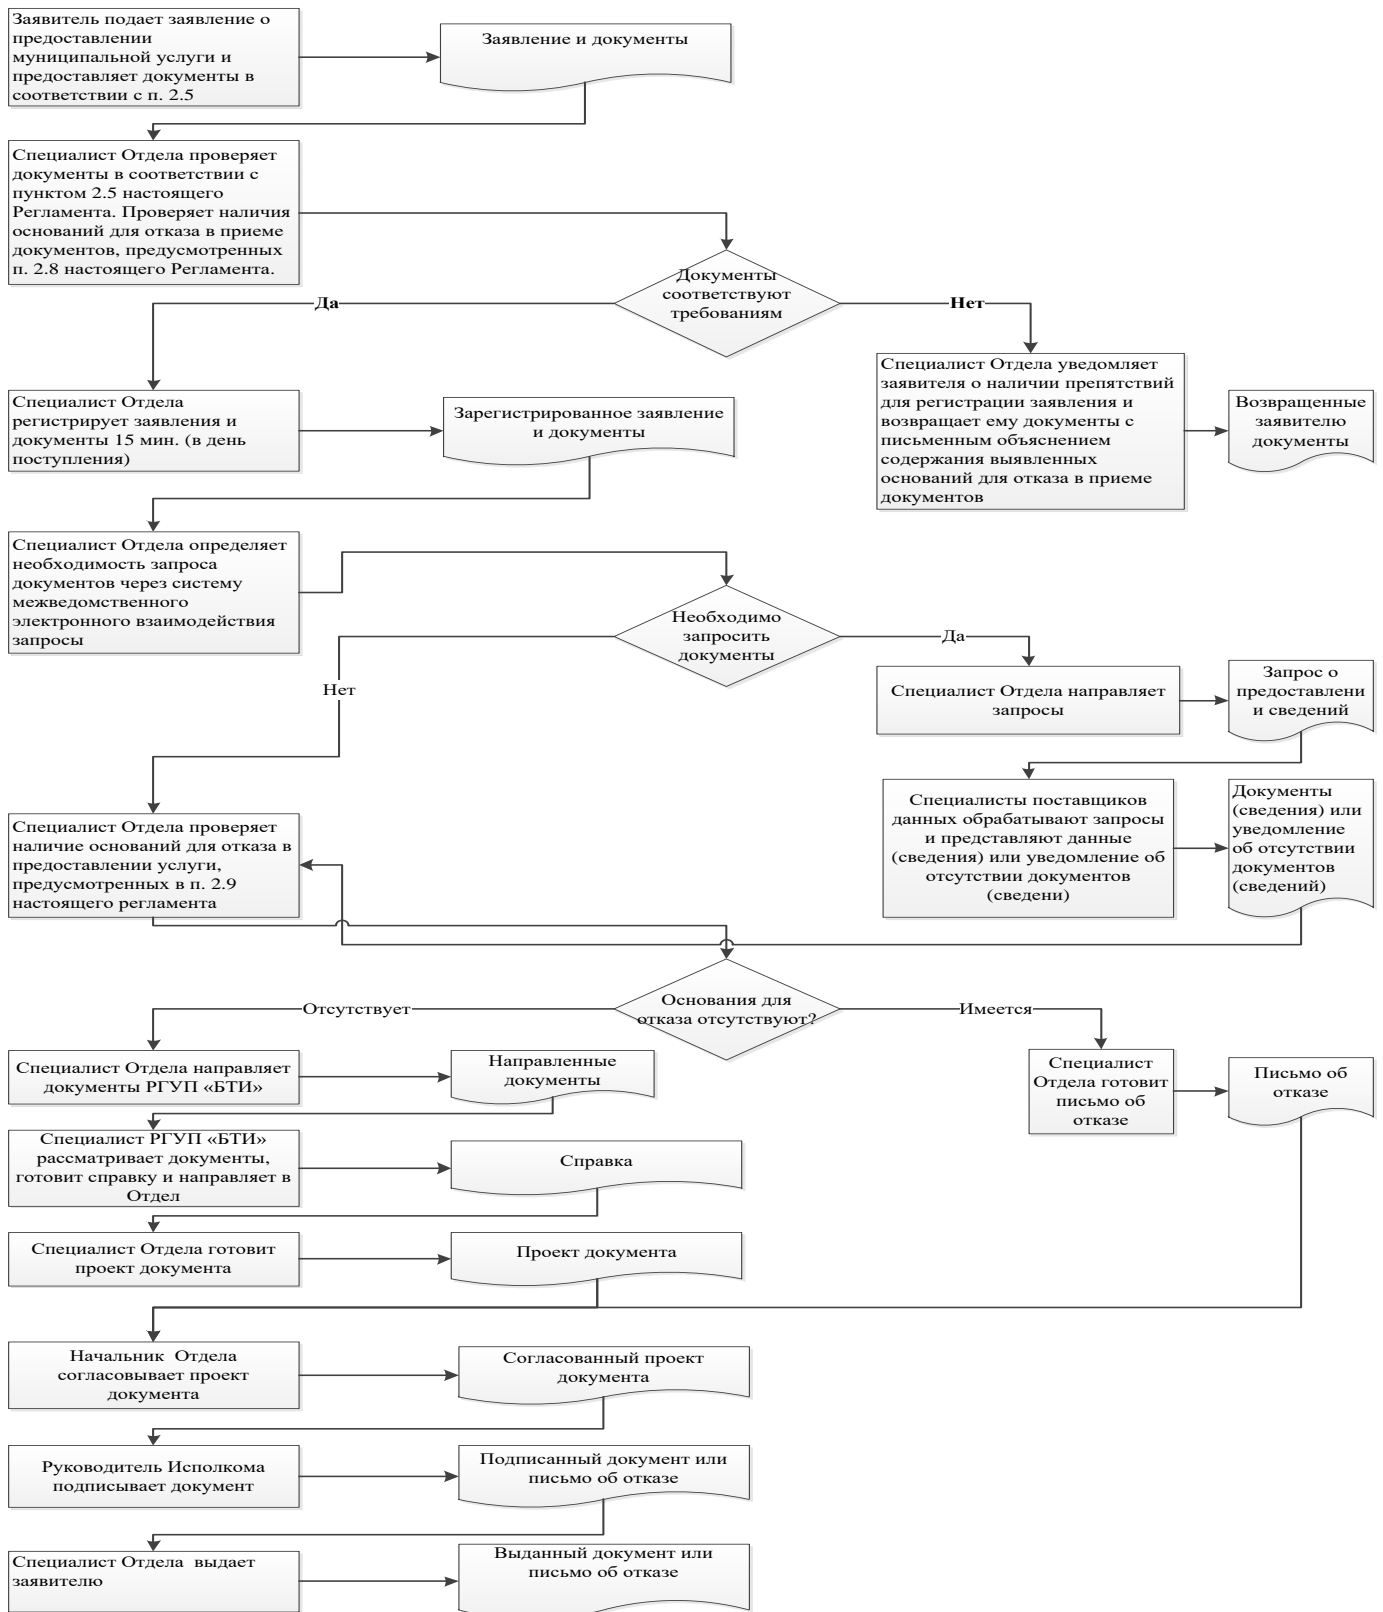 Заявитель подает заявление о
предоставлении
муниципальной услуги и
предоставляет документы в
соответствии с п. 2.5
Заявление и документы
Специалист Отдела проверяет
документы в соответствии с
пунктом 2.5 настоящего
Регламента. Проверяет наличия
оснований для отказа в приеме
документов, предусмотренных
п. 2.8 настоящего Регламента.
Документы
соответствуют
требованиям
Да
Нет
Специалист Отдела
регистрирует заявления и
документы 15 мин. (в день
поступления)
Зарегистрированное заявление
и документы
Специалист Отдела уведомляет
заявителя о наличии препятствий
для регистрации заявления и
возвращает ему документы с
письменным объяснением
содержания выявленных
оснований для отказа в приеме
документов
Возвращенные
заявителю
документы
Специалист Отдела определяет
необходимость запроса
документов через систему
межведомственного
электронного взаимодействия
запросы
Необходимо
запросить
документы
Да
Нет
Специалист Отдела направляет
запросы
Запрос о
предоставлени
и сведений
Специалисты поставщиков
данных обрабатывают запросы
и представляют данные
(сведения) или уведомление об
отсутствии документов
(сведени)
Документы
(сведения) или
уведомление
об отсутствии
документов
(сведений)
Специалист Отдела проверяет
наличие оснований для отказа в
предоставлении услуги,
предусмотренных в п. 2.9
настоящего регламента
Основания для
отказа отсутствуют?
Отсутствует
Имеется
Специалист Отдела направляет
документы РГУП «БТИ»
Направленные
документы
Специалист
Отдела готовит
письмо об
отказе
Письмо об
отказе
Специалист РГУП «БТИ»
рассматривает документы,
готовит справку и направляет в
Отдел
Справка
Специалист Отдела готовит
проект документа
Проект документа
Начальник  Отдела
согласовывает проект
документа
Согласованный проект
документа
Руководитель Исполкома
подписывает документ
Подписанный документ или
письмо об отказе
Специалист Отдела  выдает
заявителю
Выданный документ или
письмо об отказе